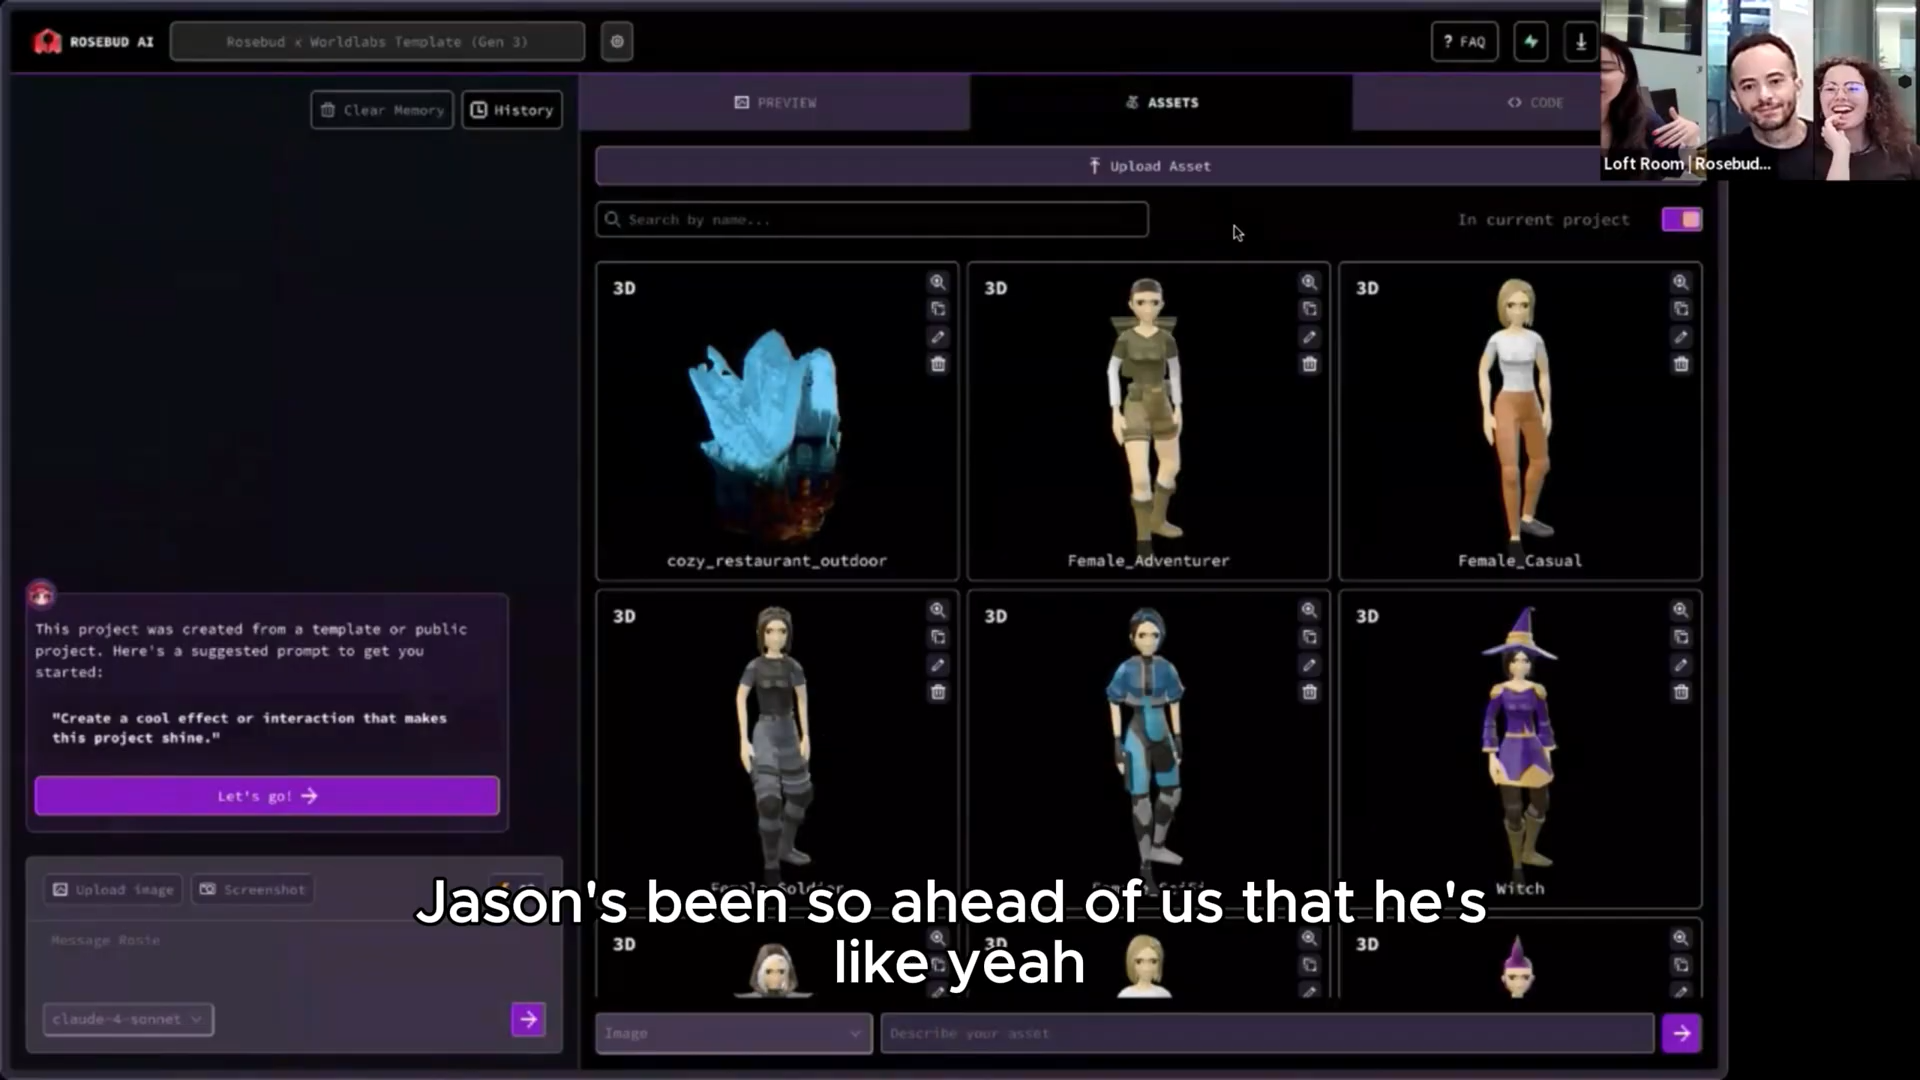 ROSEBUD AI
Rosebud x Worldlabs Template (Gen 3)
? FAQ
Clear Memory
History
PREVIEW
ASSETS
CODE
Loft Room | Rosebud...
Upload Asset
Search by name...
In current project
3D
3D
3D
cozy_restaurant_outdoor
Female_Adventurer
Female_Casual
3D
3D
3D
Witch
3D
3D
3D
This project was created from a template or public
project. Here's a suggested prompt to get you
started:
"Create a cool effect or interaction that makes
this project shine."
Let's go!
Upload image
Screenshot
Message Rosie
claude-4-sonnet
Image
Describe your asset
Jason's been so ahead of us that he's
like yeah